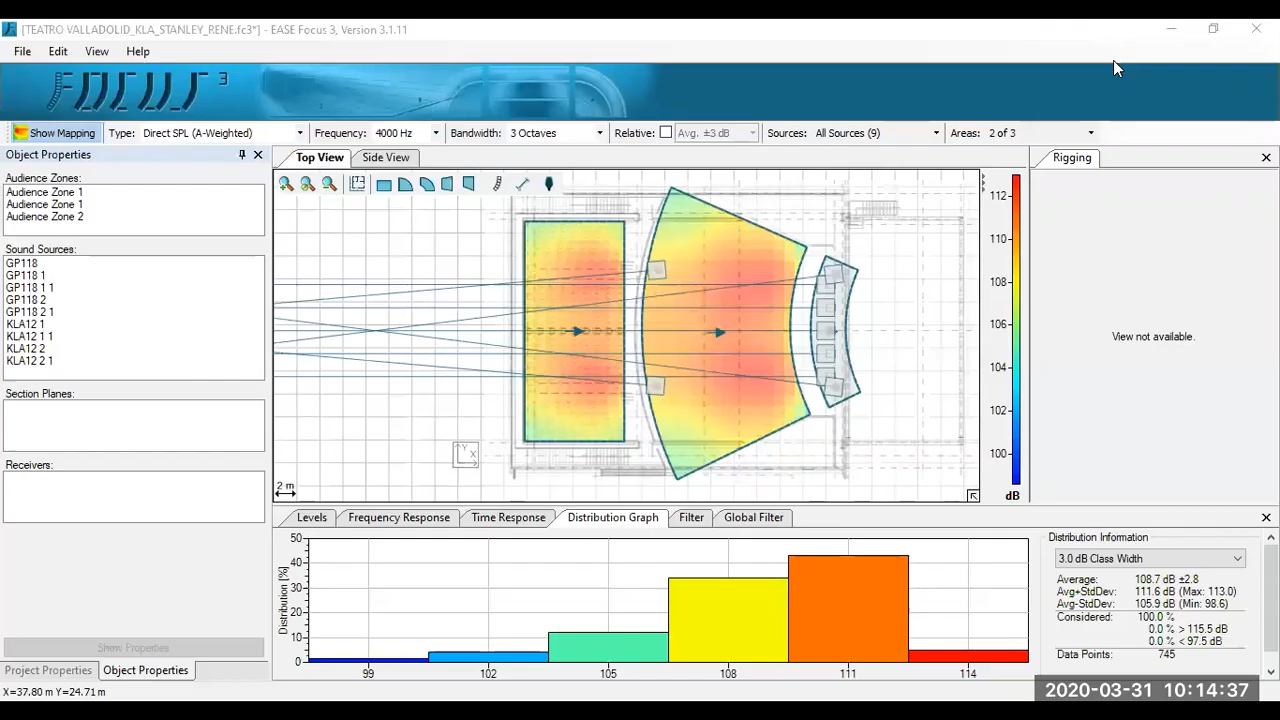 [TEATRO VALLADOLID_KLA_STANLEY_RENE.fc3*] - EASE Focus 3, Version 3.1.11
File Edit View Help
FOCUS 3
Show Mapping Type: Direct SPL (A-Weighted) Frequency: 4000 Hz Bandwidth: 3 Octaves Relative: Avg. ±3 dB Sources: All Sources (9) Areas: 2 of 3
Object Properties
Audience Zones:
Audience Zone 1
Audience Zone 1
Audience Zone 2
Sound Sources:
GP118
GP118 1
GP118 1 1
GP118 2
GP118 2 1
KLA12 1
KLA12 1 1
KLA12 2
KLA12 2 1
Section Planes:
Receivers:
Show Properties
Project Properties Object Properties
X=37.80 m Y=24.71 m
Top View Side View
Y
X
2 m
112
110
108
106
104
102
100
dB
Rigging
View not available.
Levels Frequency Response Time Response Distribution Graph Filter Global Filter
Distribution [%]
50
40
30
20
10
0
99 102 105 108 111 114
Distribution Information
3.0 dB Class Width
Average: 108.7 dB ±2.8
Avg+StdDev: 111.6 dB (Max: 113.0)
Avg-StdDev: 105.9 dB (Min: 98.6)
Considered: 100.0 %
0.0 % > 115.5 dB
0.0 % < 97.5 dB
Data Points: 745
2020-03-31 10:14:37